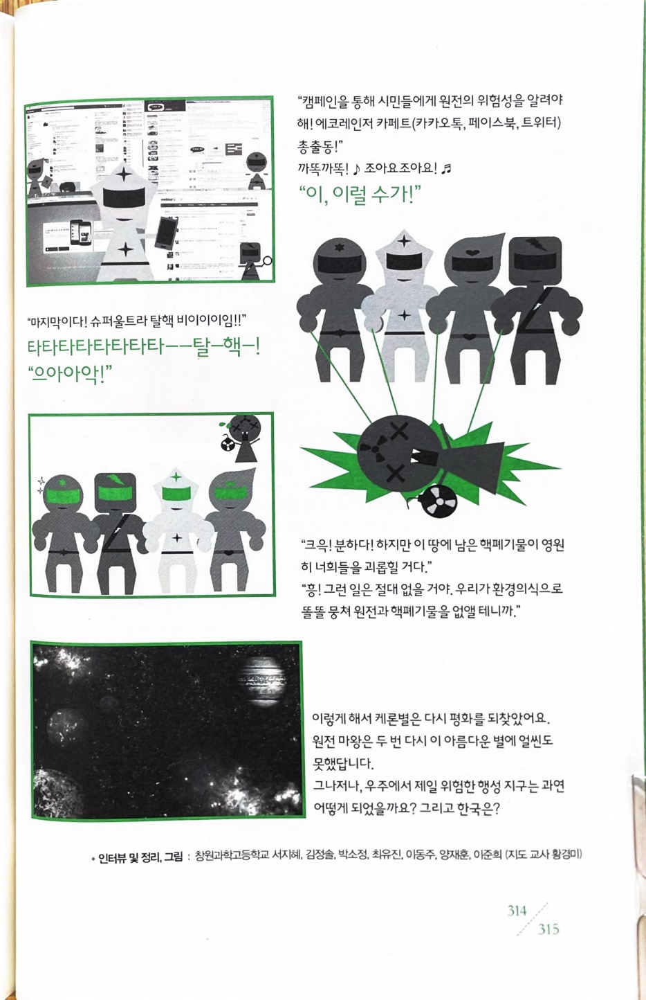 “캠페인을 통해 시민들에게 원전의 위험성을 알려야
해! 에코레인저 카페트(카카오톡, 페이스북, 트위터)
총출동!”
까똑까똑! ♪ 조아요조아요! ♬
“이, 이럴 수가!”
“마지막이다! 슈퍼울트라 탈핵 비이이이임!!”
타타타타타타타타——탈—핵—!
“으아아악!”
“크윽! 분하다! 하지만 이 땅에 남은 핵폐기물이 영원
히 너희들을 괴롭힐 거다.”
“흥! 그런 일은 절대 없을 거야. 우리가 환경의식으로
똘똘 뭉쳐 원전과 핵폐기물을 없앨 테니까.”
이렇게 해서 케론별은 다시 평화를 되찾았어요.
원전 마왕은 두 번 다시 이 아름다운 별에 얼씬도
못했답니다.
그나저나, 우주에서 제일 위험한 행성 지구는 과연
어떻게 되었을까요? 그리고 한국은?
• 인터뷰 및 정리, 그림 : 창원과학고등학교 서지혜, 김정솔, 박소정, 최유진, 이동주, 양재훈, 이준희 (지도 교사 황경미)
314
315